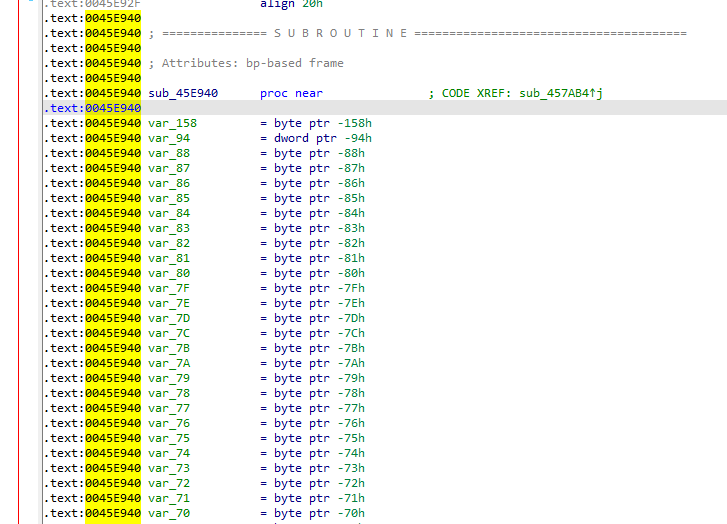 .text:0045E92F                 align 20h
.text:0045E940
.text:0045E940 ; =============== S U B R O U T I N E =======================================
.text:0045E940
.text:0045E940 ; Attributes: bp-based frame
.text:0045E940
.text:0045E940 sub_45E940      proc near               ; CODE XREF: sub_457AB4↑j
.text:0045E940
.text:0045E940 var_158         = byte ptr -158h
.text:0045E940 var_94          = dword ptr -94h
.text:0045E940 var_88          = byte ptr -88h
.text:0045E940 var_87          = byte ptr -87h
.text:0045E940 var_86          = byte ptr -86h
.text:0045E940 var_85          = byte ptr -85h
.text:0045E940 var_84          = byte ptr -84h
.text:0045E940 var_83          = byte ptr -83h
.text:0045E940 var_82          = byte ptr -82h
.text:0045E940 var_81          = byte ptr -81h
.text:0045E940 var_80          = byte ptr -80h
.text:0045E940 var_7F          = byte ptr -7Fh
.text:0045E940 var_7E          = byte ptr -7Eh
.text:0045E940 var_7D          = byte ptr -7Dh
.text:0045E940 var_7C          = byte ptr -7Ch
.text:0045E940 var_7B          = byte ptr -7Bh
.text:0045E940 var_7A          = byte ptr -7Ah
.text:0045E940 var_79          = byte ptr -79h
.text:0045E940 var_78          = byte ptr -78h
.text:0045E940 var_77          = byte ptr -77h
.text:0045E940 var_76          = byte ptr -76h
.text:0045E940 var_75          = byte ptr -75h
.text:0045E940 var_74          = byte ptr -74h
.text:0045E940 var_73          = byte ptr -73h
.text:0045E940 var_72          = byte ptr -72h
.text:0045E940 var_71          = byte ptr -71h
.text:0045E940 var_70          = byte ptr -70h